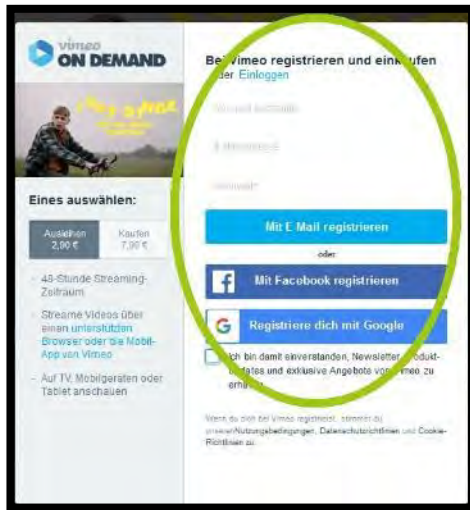 vimeo
ON DEMAND
Eines auswählen:
Ausleihen
2,90 €
Kaufen
7,90 €
- 48-Stunde Streaming-
Zeitraum
- Streame Videos über
einen unterstützten
Browser oder die Mobil-
App von Vimeo
- Auf TV, Mobilgeräten oder
Tablet anschauen
Bei Vimeo registrieren und einkaufen
oder Einloggen
Mit E-Mail registrieren
oder
Mit Facebook registrieren
Registriere dich mit Google
Ich bin damit einverstanden, Newsletter, Produkt-
Updates und exklusive Angebote von Vimeo zu
erhalten
Wenn du dich bei Vimeo registrierst, stimmst du
unseren Nutzungsbedingungen, Datenschutzrichtlinien und Cookie-
Richtlinien zu.